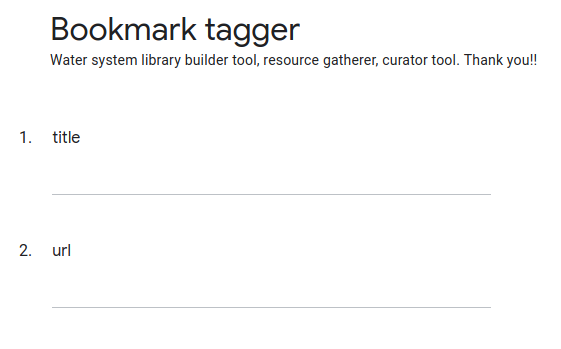 Bookmark tagger
Water system library builder tool, resource gatherer, curator tool. Thank you!!
1. title
2. url